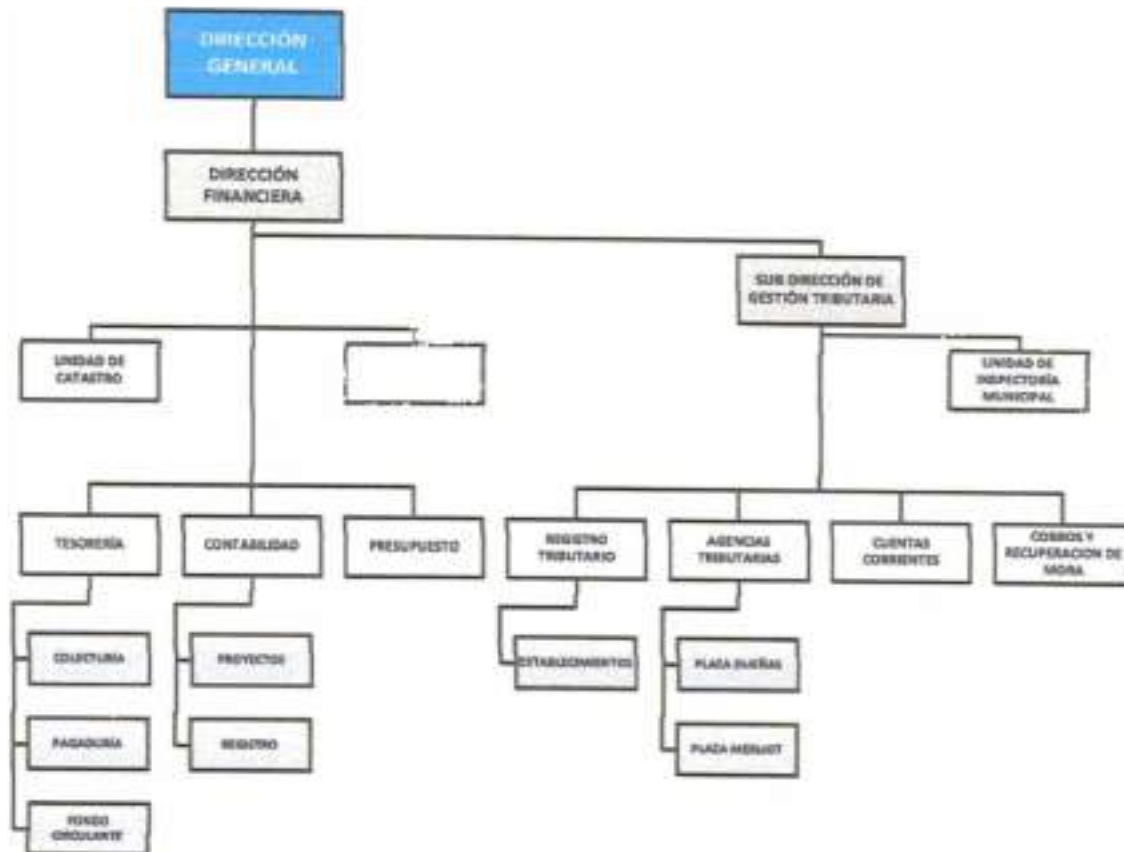 DIRECCIÓN
GENERAL
DIRECCIÓN
FINANCIERA
SUB DIRECCIÓN DE
GESTIÓN TRIBUTARIA
UNIDAD DE
CATASTRO
UNIDAD DE
INSPECTORÍA
MUNICIPAL
TESORERÍA
CONTABILIDAD
PRESUPUESTO
REGISTRO
TRIBUTARIO
AGENCIAS
TRIBUTARIAS
CUENTAS
CORRIENTES
COBROS Y
RECUPERACION DE
MORA
COLECTURÍA
PROYECTOS
ESTABLECIMIENTOS
PLAZA DUEÑAS
PAGADURÍA
REGISTRO
PLAZA MERLIOT
FONDO
CIRCULANTE